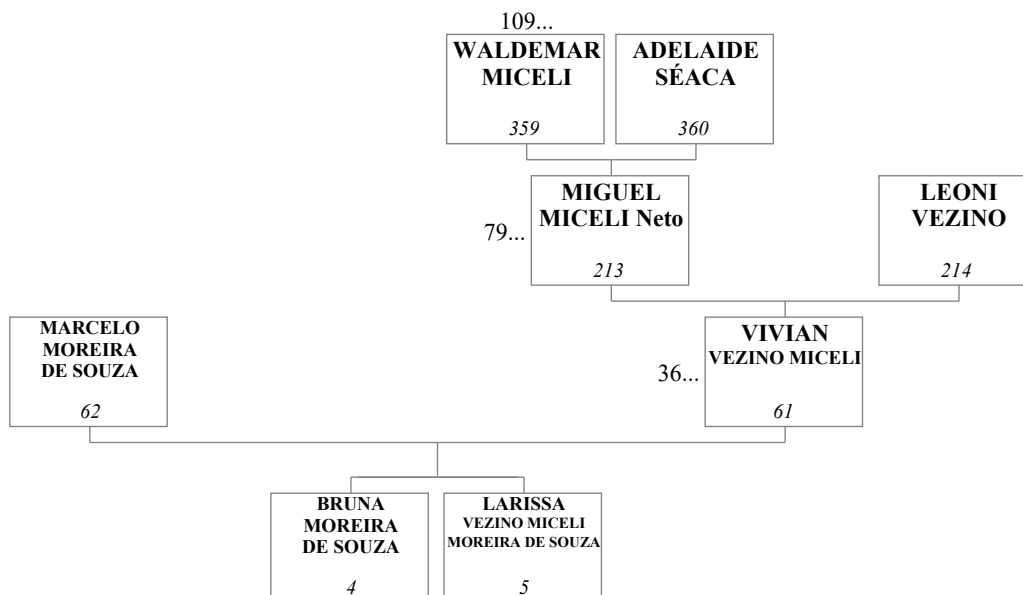 109...
WALDEMAR
MICELI
359
ADELAIDE
SÉACA
360
79...
MIGUEL
MICELI Neto
213
LEONI
VEZINO
214
MARCELO
MOREIRA
DE SOUZA
62
36...
VIVIAN
VEZINO MICELI
61
BRUNA
MOREIRA
DE SOUZA
4
LARISSA
VEZINO MICELI
MOREIRA DE SOUZA
5